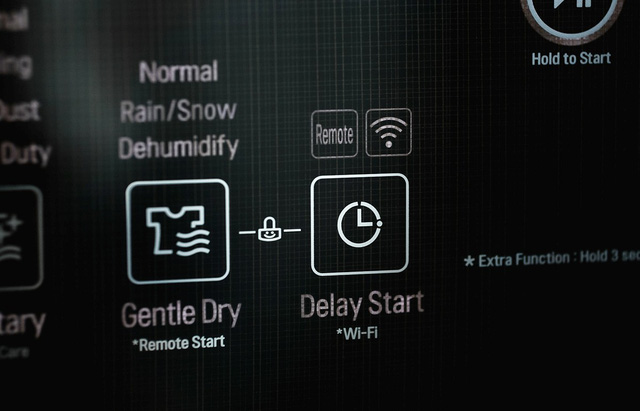 Normal
Rain/Snow
Dehumidify
Duty
Gentle Dry
*Remote Start
Remote
Delay Start
*Wi-Fi
Care
Hold to Start
* Extra Function : Hold 3